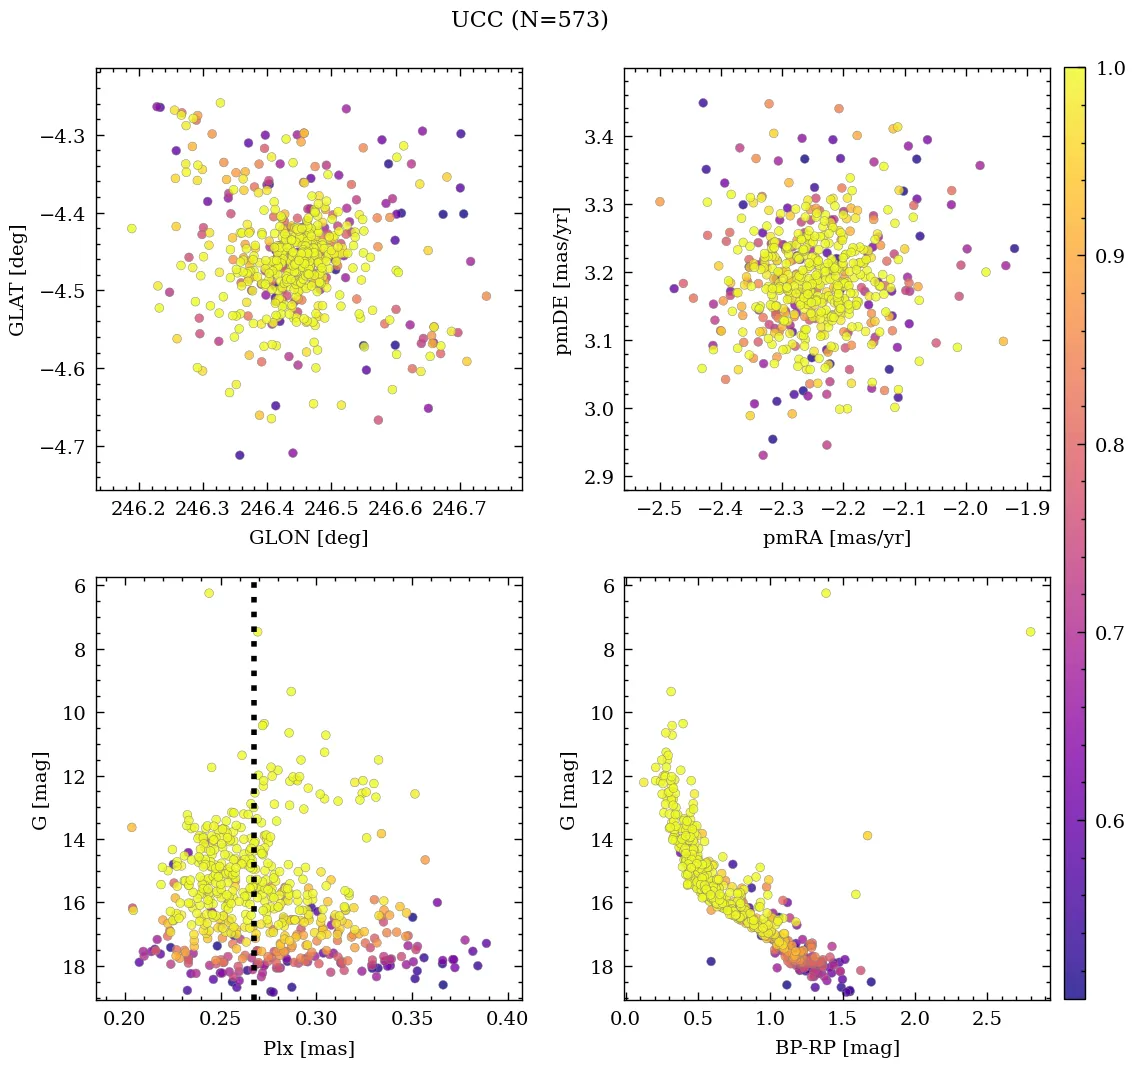 UCC (N=573)
−4.3
−4.4
−4.5
−4.6
−4.7
GLAT [deg]
246.2 246.3 246.4 246.5 246.6 246.7
GLON [deg]
3.4
3.3
3.2
3.1
3.0
2.9
pmDE [mas/yr]
−2.5 −2.4 −2.3 −2.2 −2.1 −2.0 −1.9
pmRA [mas/yr]
6
8
10
12
14
16
18
G [mag]
0.20 0.25 0.30 0.35 0.40
Plx [mas]
6
8
10
12
14
16
18
G [mag]
0.0 0.5 1.0 1.5 2.0 2.5
BP-RP [mag]
1.0
0.9
0.8
0.7
0.6